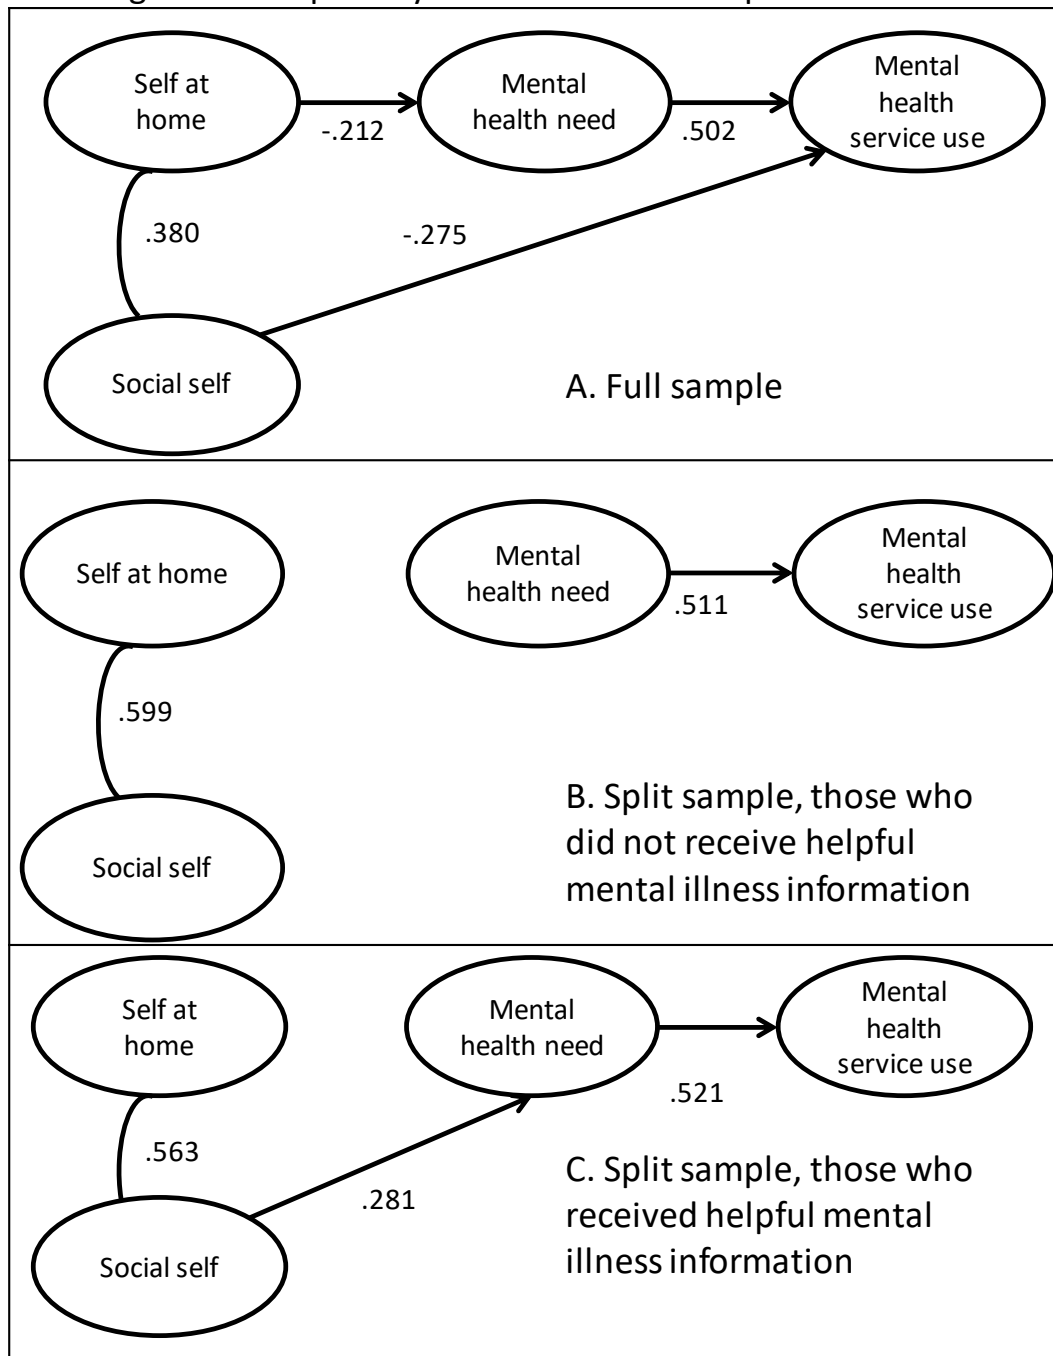 Self at
home
Mental
health need
Mental
health
service use
-.212
.502
.380
-.275
Social self
A. Full sample
Self at home
Mental
health need
Mental
health
service use
.511
.599
Social self
B. Split sample, those who
did not receive helpful
mental illness information
Self at
home
Mental
health need
Mental
health
service use
.521
.563
.281
Social self
C. Split sample, those who
received helpful mental
illness information